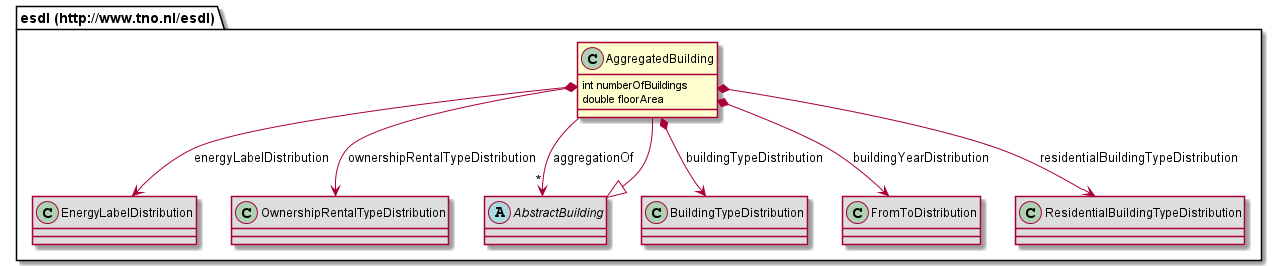 esdl (http://www.tno.nl/esdl)
C AggregatedBuilding
int numberOfBuildings
double floorArea
energyLabelDistribution
ownershipRentalTypeDistribution
aggregationOf
buildingTypeDistribution
buildingYearDistribution
residentialBuildingTypeDistribution
*
C EnergyLabelDistribution
C OwnershipRentalTypeDistribution
A AbstractBuilding
C BuildingTypeDistribution
C FromToDistribution
C ResidentialBuildingTypeDistribution